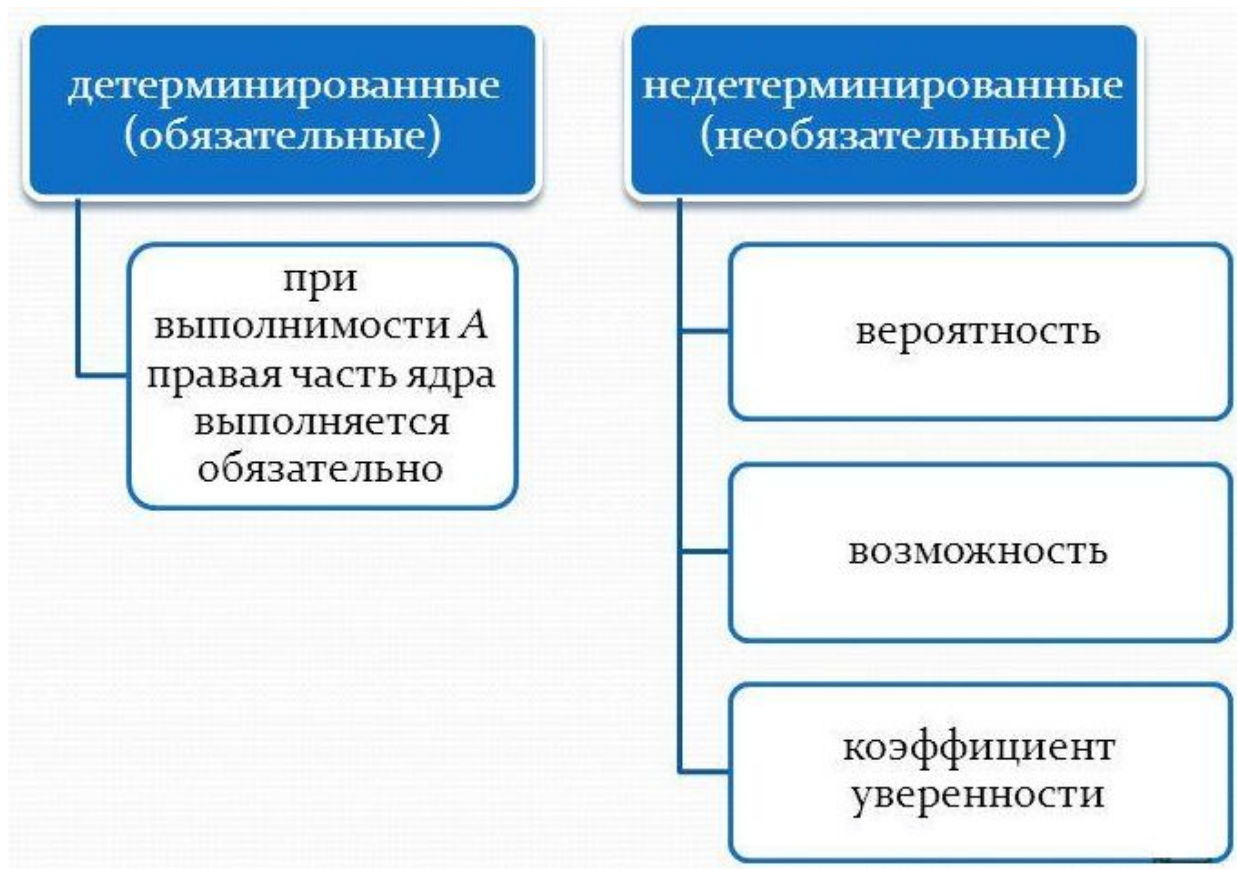 детерминированные
(обязательные)
при
выполнимости A
правая часть ядра
выполняется
обязательно
недетерминированные
(необязательные)
вероятность
возможность
коэффициент
уверенности